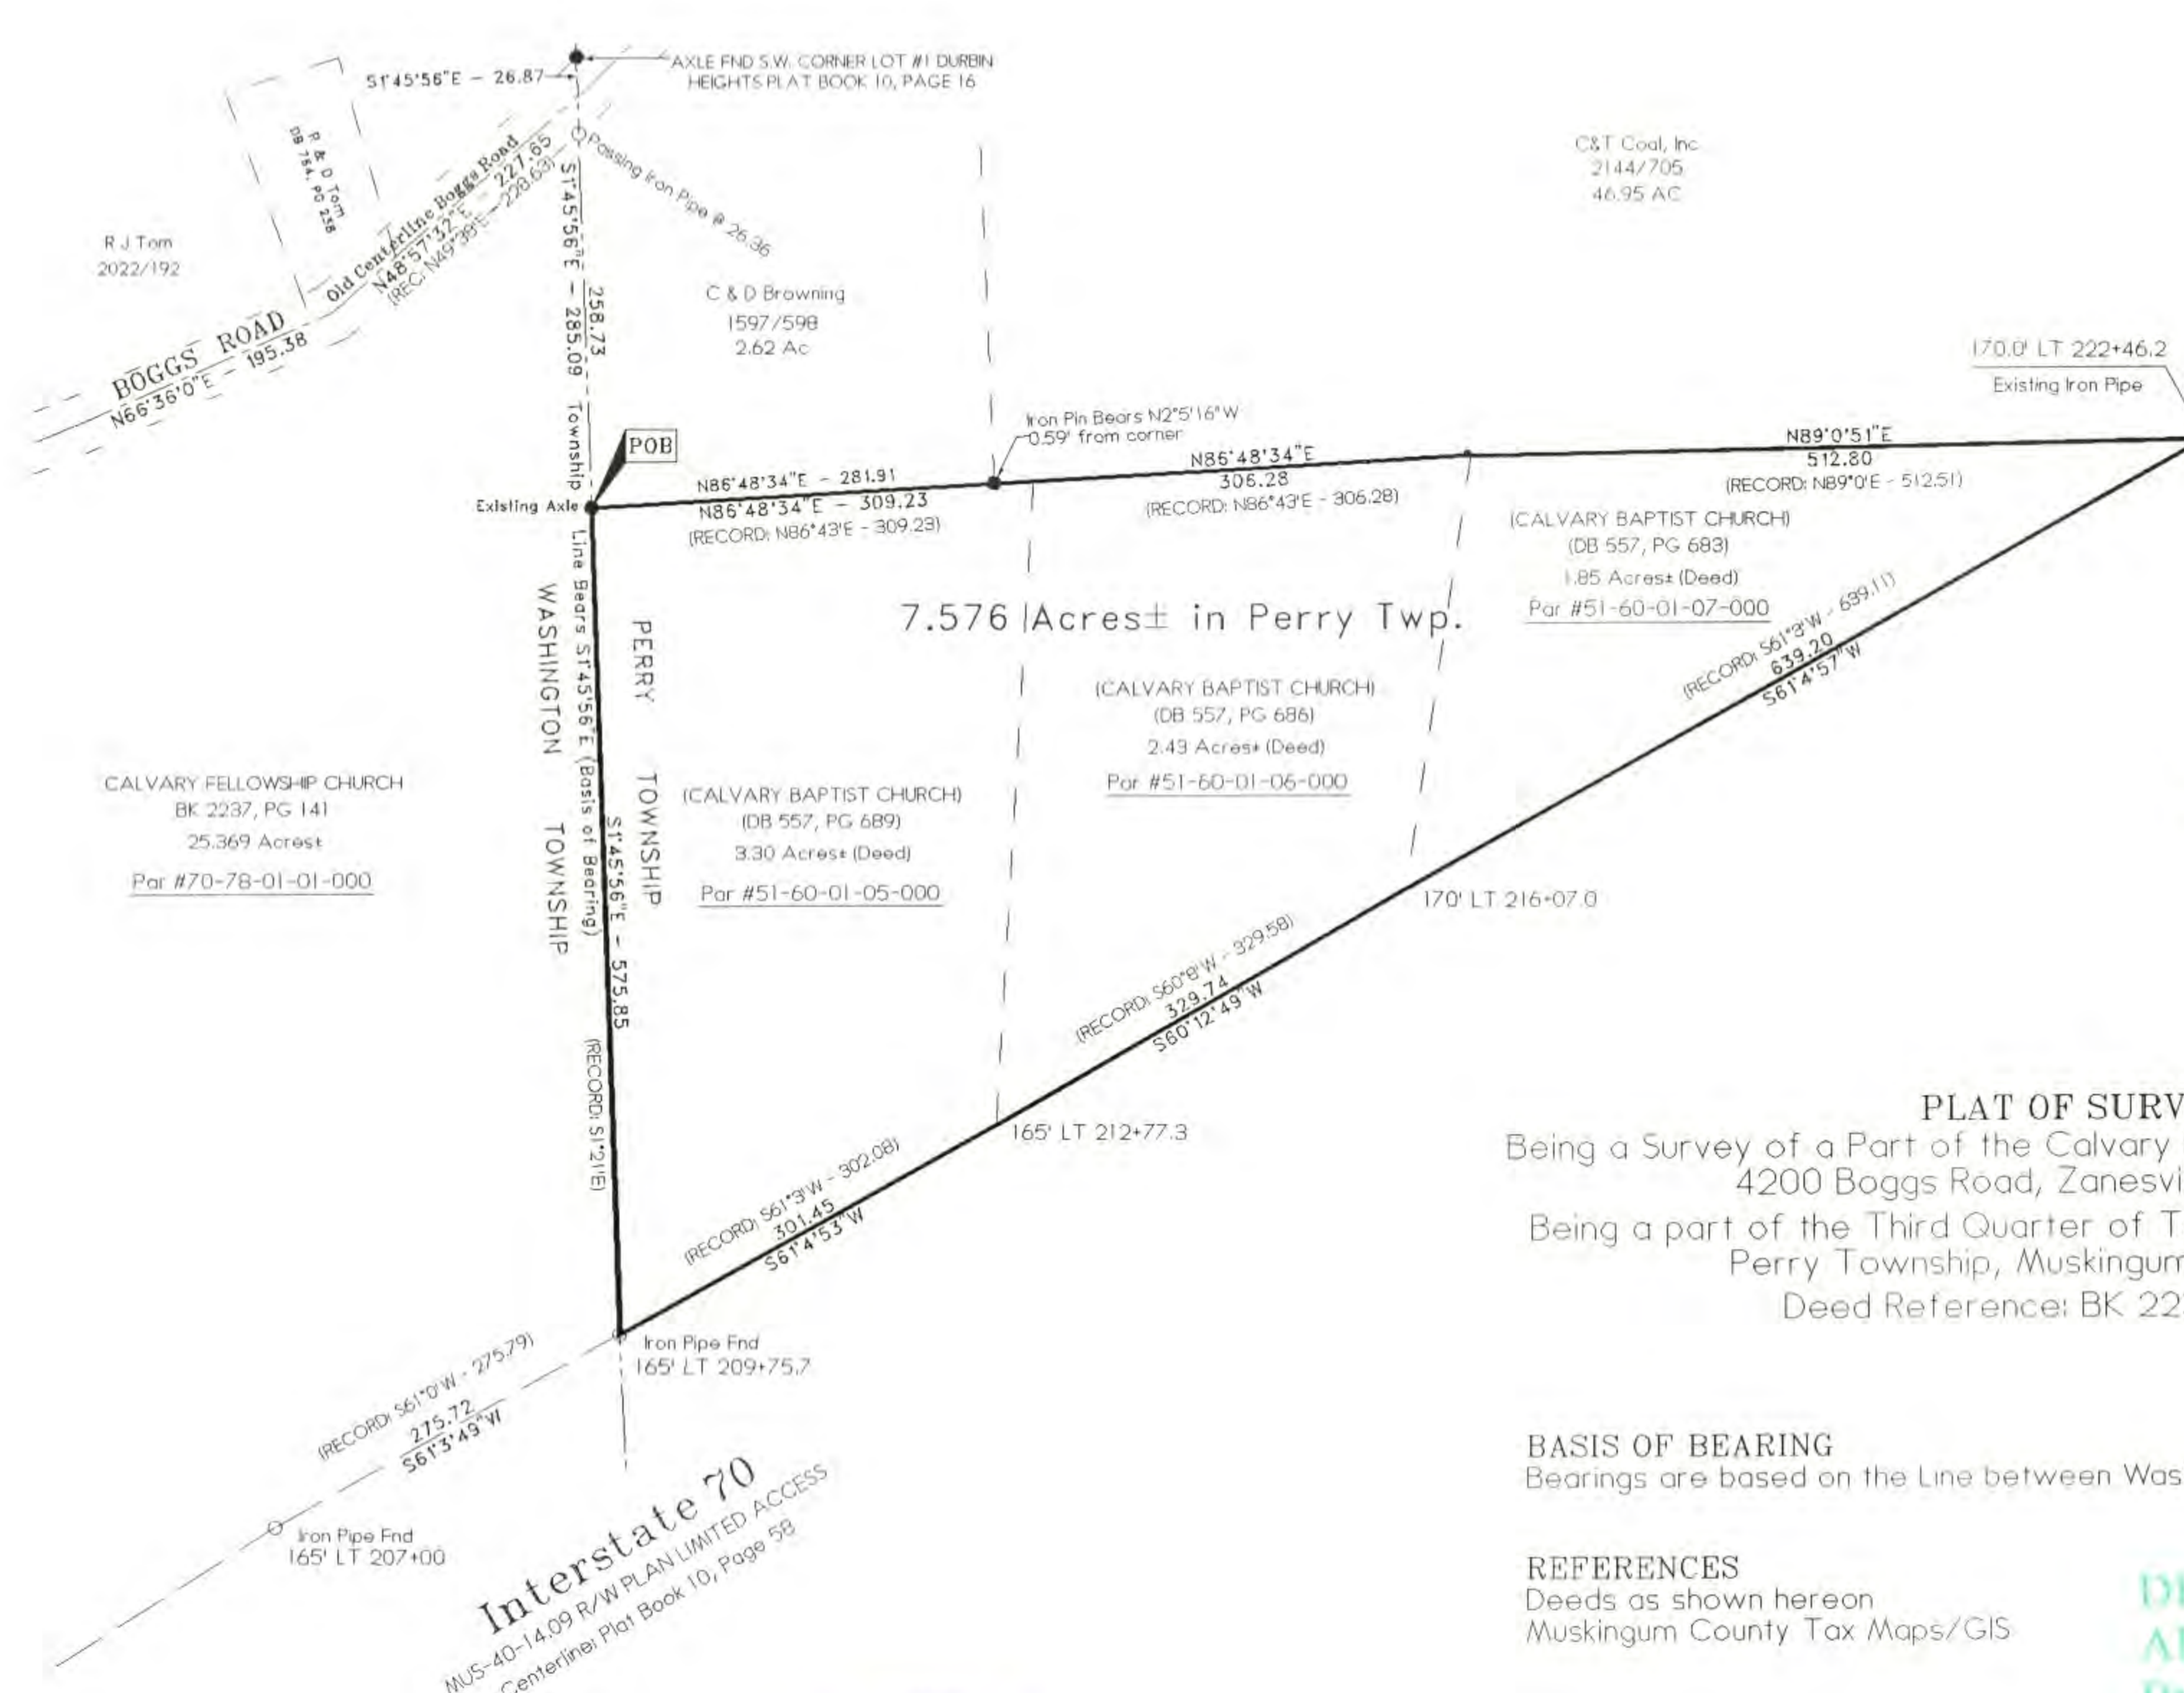 AXLE FND S.W. CORNER LOT #1 DURBIN
HEIGHTS PLAT BOOK 10, PAGE 16
S1°45'56"E - 26.87
R & D Tom
DB 754, PG 238
Old Centerline Boggs Road
N48°57'32"E - 227.65
(REC: N49°38'E - 228.63)
Passing Iron Pipe @ 26.36
S1°45'56"E - 285.09
258.73
R J Tom
2022/192
BOGGS ROAD
N66°36'0"E - 195.38
C & D Browning
1597/598
2.62 Ac
C&T Coal, Inc
2144/705
46.95 AC
170.0' LT 222+46.2
Existing Iron Pipe
Iron Pin Bears N2°5'16"W
0.59' from corner
POB
Existing Axle
N86°48'34"E - 281.91
N86°48'34"E - 309.23
(RECORD: N86°43'E - 309.23)
N86°48'34"E
306.28
(RECORD: N86°43'E - 306.28)
N89°0'51"E
512.80
(RECORD: N89°0'E - 512.51)
Township Line Bears S1°45'56"E (Basis of Bearing)
WASHINGTON TOWNSHIP
PERRY TOWNSHIP
S1°45'56"E - 575.85
(RECORD: S1°21'E)
7.576 Acres± in Perry Twp.
(CALVARY BAPTIST CHURCH)
(DB 557, PG 683)
1.85 Acres± (Deed)
Par #51-60-01-07-000
(CALVARY BAPTIST CHURCH)
(DB 557, PG 686)
2.43 Acres± (Deed)
Par #51-60-01-06-000
(CALVARY BAPTIST CHURCH)
(DB 557, PG 689)
3.30 Acres± (Deed)
Par #51-60-01-05-000
CALVARY FELLOWSHIP CHURCH
BK 2237, PG 141
25.369 Acres±
Par #70-78-01-01-000
(RECORD: S61°3'W - 639.11)
639.20
S61°4'57"W
170' LT 216+07.0
(RECORD: S60°8'W - 329.58)
329.74
S60°12'49"W
165' LT 212+77.3
(RECORD: S61°3'W - 302.08)
301.45
S61°4'53"W
Iron Pipe Fnd
165' LT 209+75.7
(RECORD: S61°0'W - 275.79)
275.72
S61°3'49"W
Iron Pipe Fnd
165' LT 207+00
Interstate 70
MUS-40-14.09 R/W PLAN LIMITED ACCESS
Centerline: Plat Book 10, Page 58
PLAT OF SURV
Being a Survey of a Part of the Calvary
4200 Boggs Road, Zanesvi
Being a part of the Third Quarter of T
Perry Township, Muskingum
Deed Reference: BK 22
BASIS OF BEARING
Bearings are based on the Line between Was
REFERENCES
Deeds as shown hereon
Muskingum County Tax Maps/GIS